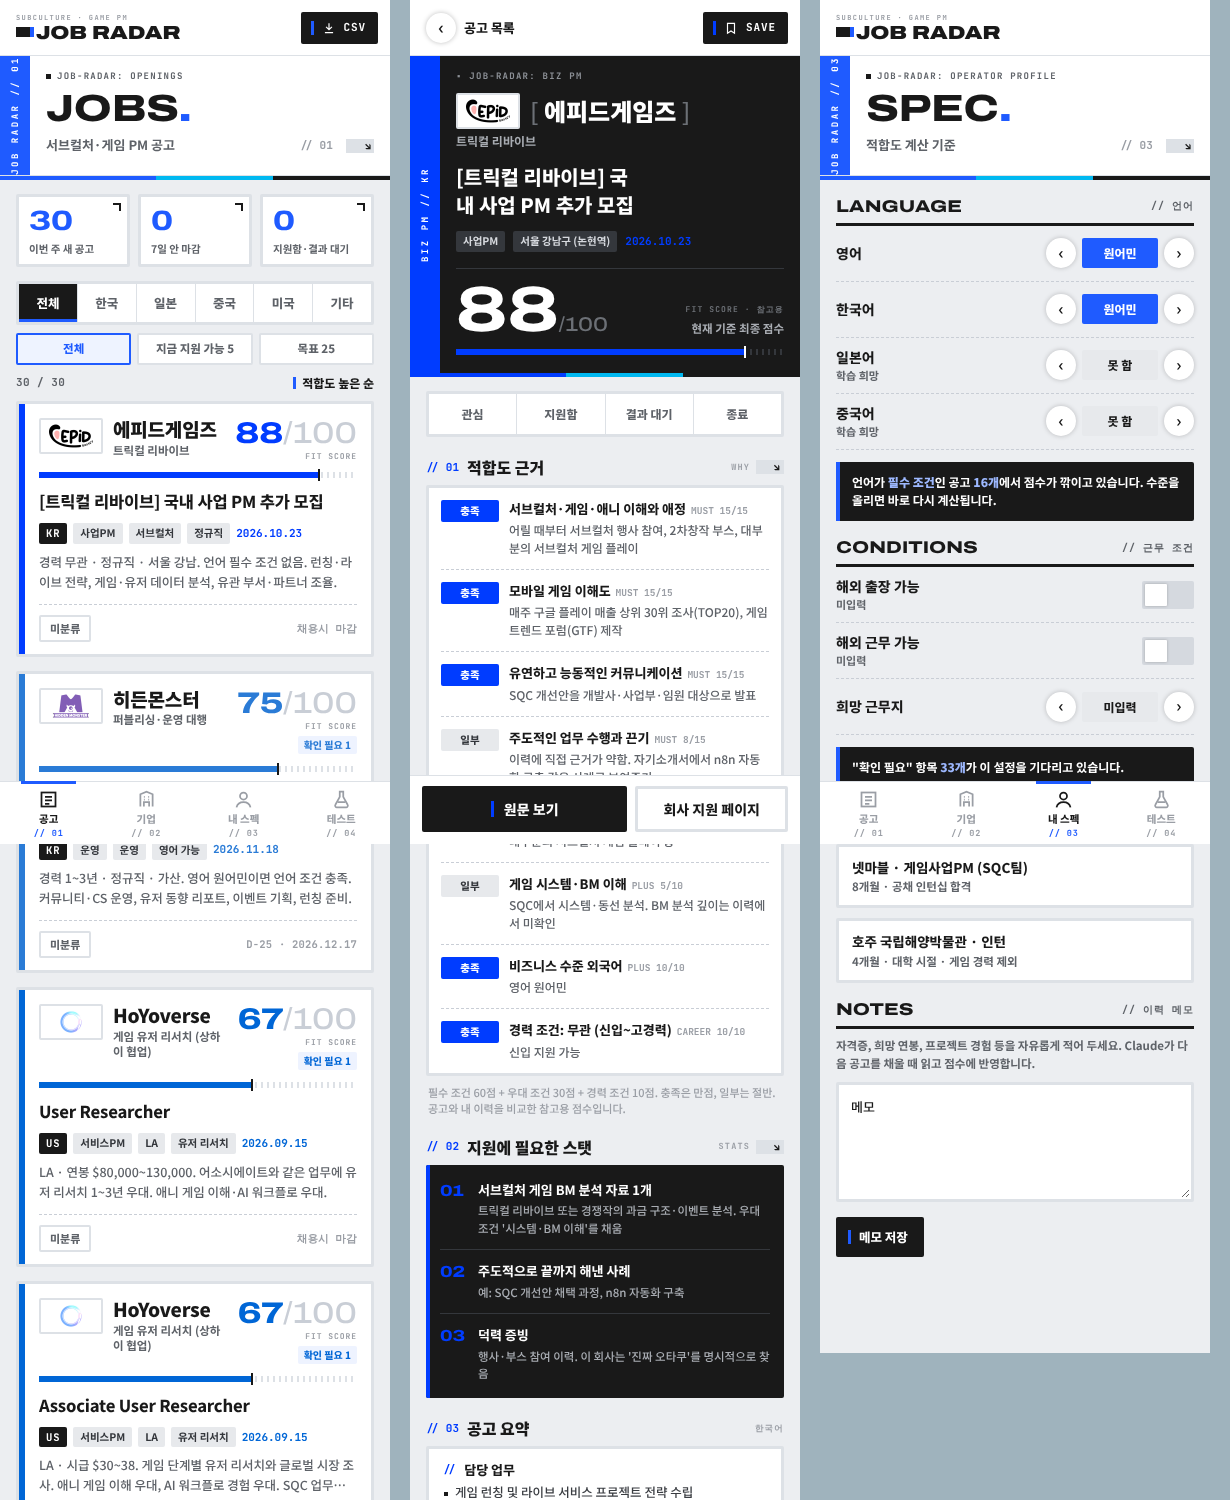 SUBCULTURE · GAME PM
JOB RADAR
CSV
JOB RADAR // 01
JOB-RADAR: OPENINGS
JOBS.
서브컬처·게임 PM 공고
// 01
30
이번 주 새 공고
0
7일 안 마감
0
지원함·결과 대기
전체
한국
일본
중국
미국
기타
전체
지금 지원 가능 5
목표 25
30 / 30
적합도 높은 순
EPiD
에피드게임즈
트릭컬 리바이브
88/100
FIT SCORE
[트릭컬 리바이브] 국내 사업 PM 추가 모집
KR 사업PM 서브컬처 정규직 2026.10.23
경력 무관 · 정규직 · 서울 강남. 언어 필수 조건 없음. 런칭·라
이브 전략, 게임·유저 데이터 분석, 유관 부서·파트너 조율.
미분류
채용시 마감
히든몬스터
퍼블리싱·운영 대행
75/100
FIT SCORE
확인 필요 1
공고
// 01
기업
// 02
내 스펙
// 03
테스트
// 04
KR 운영 운영 영어 가능 2026.11.18
경력 1~3년 · 정규직 · 가산. 영어 원어민이면 언어 조건 충족.
커뮤니티·CS 운영, 유저 동향 리포트, 이벤트 기획, 런칭 준비.
미분류
D-25 · 2026.12.17
HoYoverse
게임 유저 리서치 (상하
이 협업)
67/100
FIT SCORE
확인 필요 1
User Researcher
US 서비스PM LA 유저 리서치 2026.09.15
LA · 연봉 $80,000~130,000. 어소시에이트와 같은 업무에 유
저 리서치 1~3년 우대. 애니 게임 이해·AI 워크플로 우대.
미분류
채용시 마감
HoYoverse
게임 유저 리서치 (상하
이 협업)
67/100
FIT SCORE
확인 필요 1
Associate User Researcher
US 서비스PM LA 유저 리서치 2026.09.15
LA · 시급 $30~38. 게임 단계별 유저 리서치와 글로벌 시장 조
사. 애니 게임 이해 우대, AI 워크플로 경험 우대. SQC 업무…
‹ 공고 목록
SAVE
BIZ PM // KR
• JOB-RADAR: BIZ PM
EPiD
[ 에피드게임즈 ]
트릭컬 리바이브
[트릭컬 리바이브] 국
내 사업 PM 추가 모집
사업PM 서울 강남구 (논현역) 2026.10.23
88/100
FIT SCORE · 참고용
현재 기준 최종 점수
관심
지원함
결과 대기
종료
// 01 적합도 근거
WHY
충족 서브컬처·게임·애니 이해와 애정 MUST 15/15
어릴 때부터 서브컬처 행사 참여, 2차창작 부스, 대부
분의 서브컬처 게임 플레이
충족 모바일 게임 이해도 MUST 15/15
매주 구글 플레이 매출 상위 30위 조사(TOP20), 게임
트렌드 포럼(GTF) 제작
충족 유연하고 능동적인 커뮤니케이션 MUST 15/15
SQC 개선안을 개발사·사업부·임원 대상으로 발표
일부 주도적인 업무 수행과 끈기 MUST 8/15
이력에 직접 근거가 약함. 자기소개서에서 n8n 자동
원문 보기
회사 지원 페이지
일부 게임 시스템·BM 이해 PLUS 5/10
SQC에서 시스템·동선 분석. BM 분석 깊이는 이력에
서 미확인
충족 비즈니스 수준 외국어 PLUS 10/10
영어 원어민
충족 경력 조건: 무관 (신입~고경력) CAREER 10/10
신입 지원 가능
필수 조건 60점 + 우대 조건 30점 + 경력 조건 10점. 충족은 만점, 일부는 절반.
공고와 내 이력을 비교한 참고용 점수입니다.
// 02 지원에 필요한 스탯
STATS
01 서브컬처 게임 BM 분석 자료 1개
트릭컬 리바이브 또는 경쟁작의 과금 구조·이벤트 분석. 우대
조건 '시스템·BM 이해'를 채움
02 주도적으로 끝까지 해낸 사례
예: SQC 개선안 채택 과정, n8n 자동화 구축
03 덕력 증빙
행사·부스 참여 이력. 이 회사는 '진짜 오타쿠'를 명시적으로 찾
음
// 03 공고 요약
한국어
// 담당 업무
게임 런칭 및 라이브 서비스 프로젝트 전략 수립
SUBCULTURE · GAME PM
JOB RADAR
JOB RADAR // 03
JOB-RADAR: OPERATOR PROFILE
SPEC.
적합도 계산 기준
// 03
LANGUAGE
// 언어
영어
‹ 원어민 ›
한국어
‹ 원어민 ›
일본어
학습 희망
‹ 못 함 ›
중국어
학습 희망
‹ 못 함 ›
언어가 필수 조건인 공고 16개에서 점수가 깎이고 있습니다. 수준을
올리면 바로 다시 계산됩니다.
CONDITIONS
// 근무 조건
해외 출장 가능
미입력
해외 근무 가능
미입력
희망 근무지
‹ 미입력 ›
"확인 필요" 항목 33개가 이 설정을 기다리고 있습니다.
공고
// 01
기업
// 02
내 스펙
// 03
테스트
// 04
넷마블 · 게임사업PM (SQC팀)
8개월 · 공채 인턴십 합격
호주 국립해양박물관 · 인턴
4개월 · 대학 시절 · 게임 경력 제외
NOTES
// 이력 메모
자격증, 희망 연봉, 프로젝트 경험 등을 자유롭게 적어 두세요. Claude가 다
음 공고를 채울 때 읽고 점수에 반영합니다.
메모
메모 저장